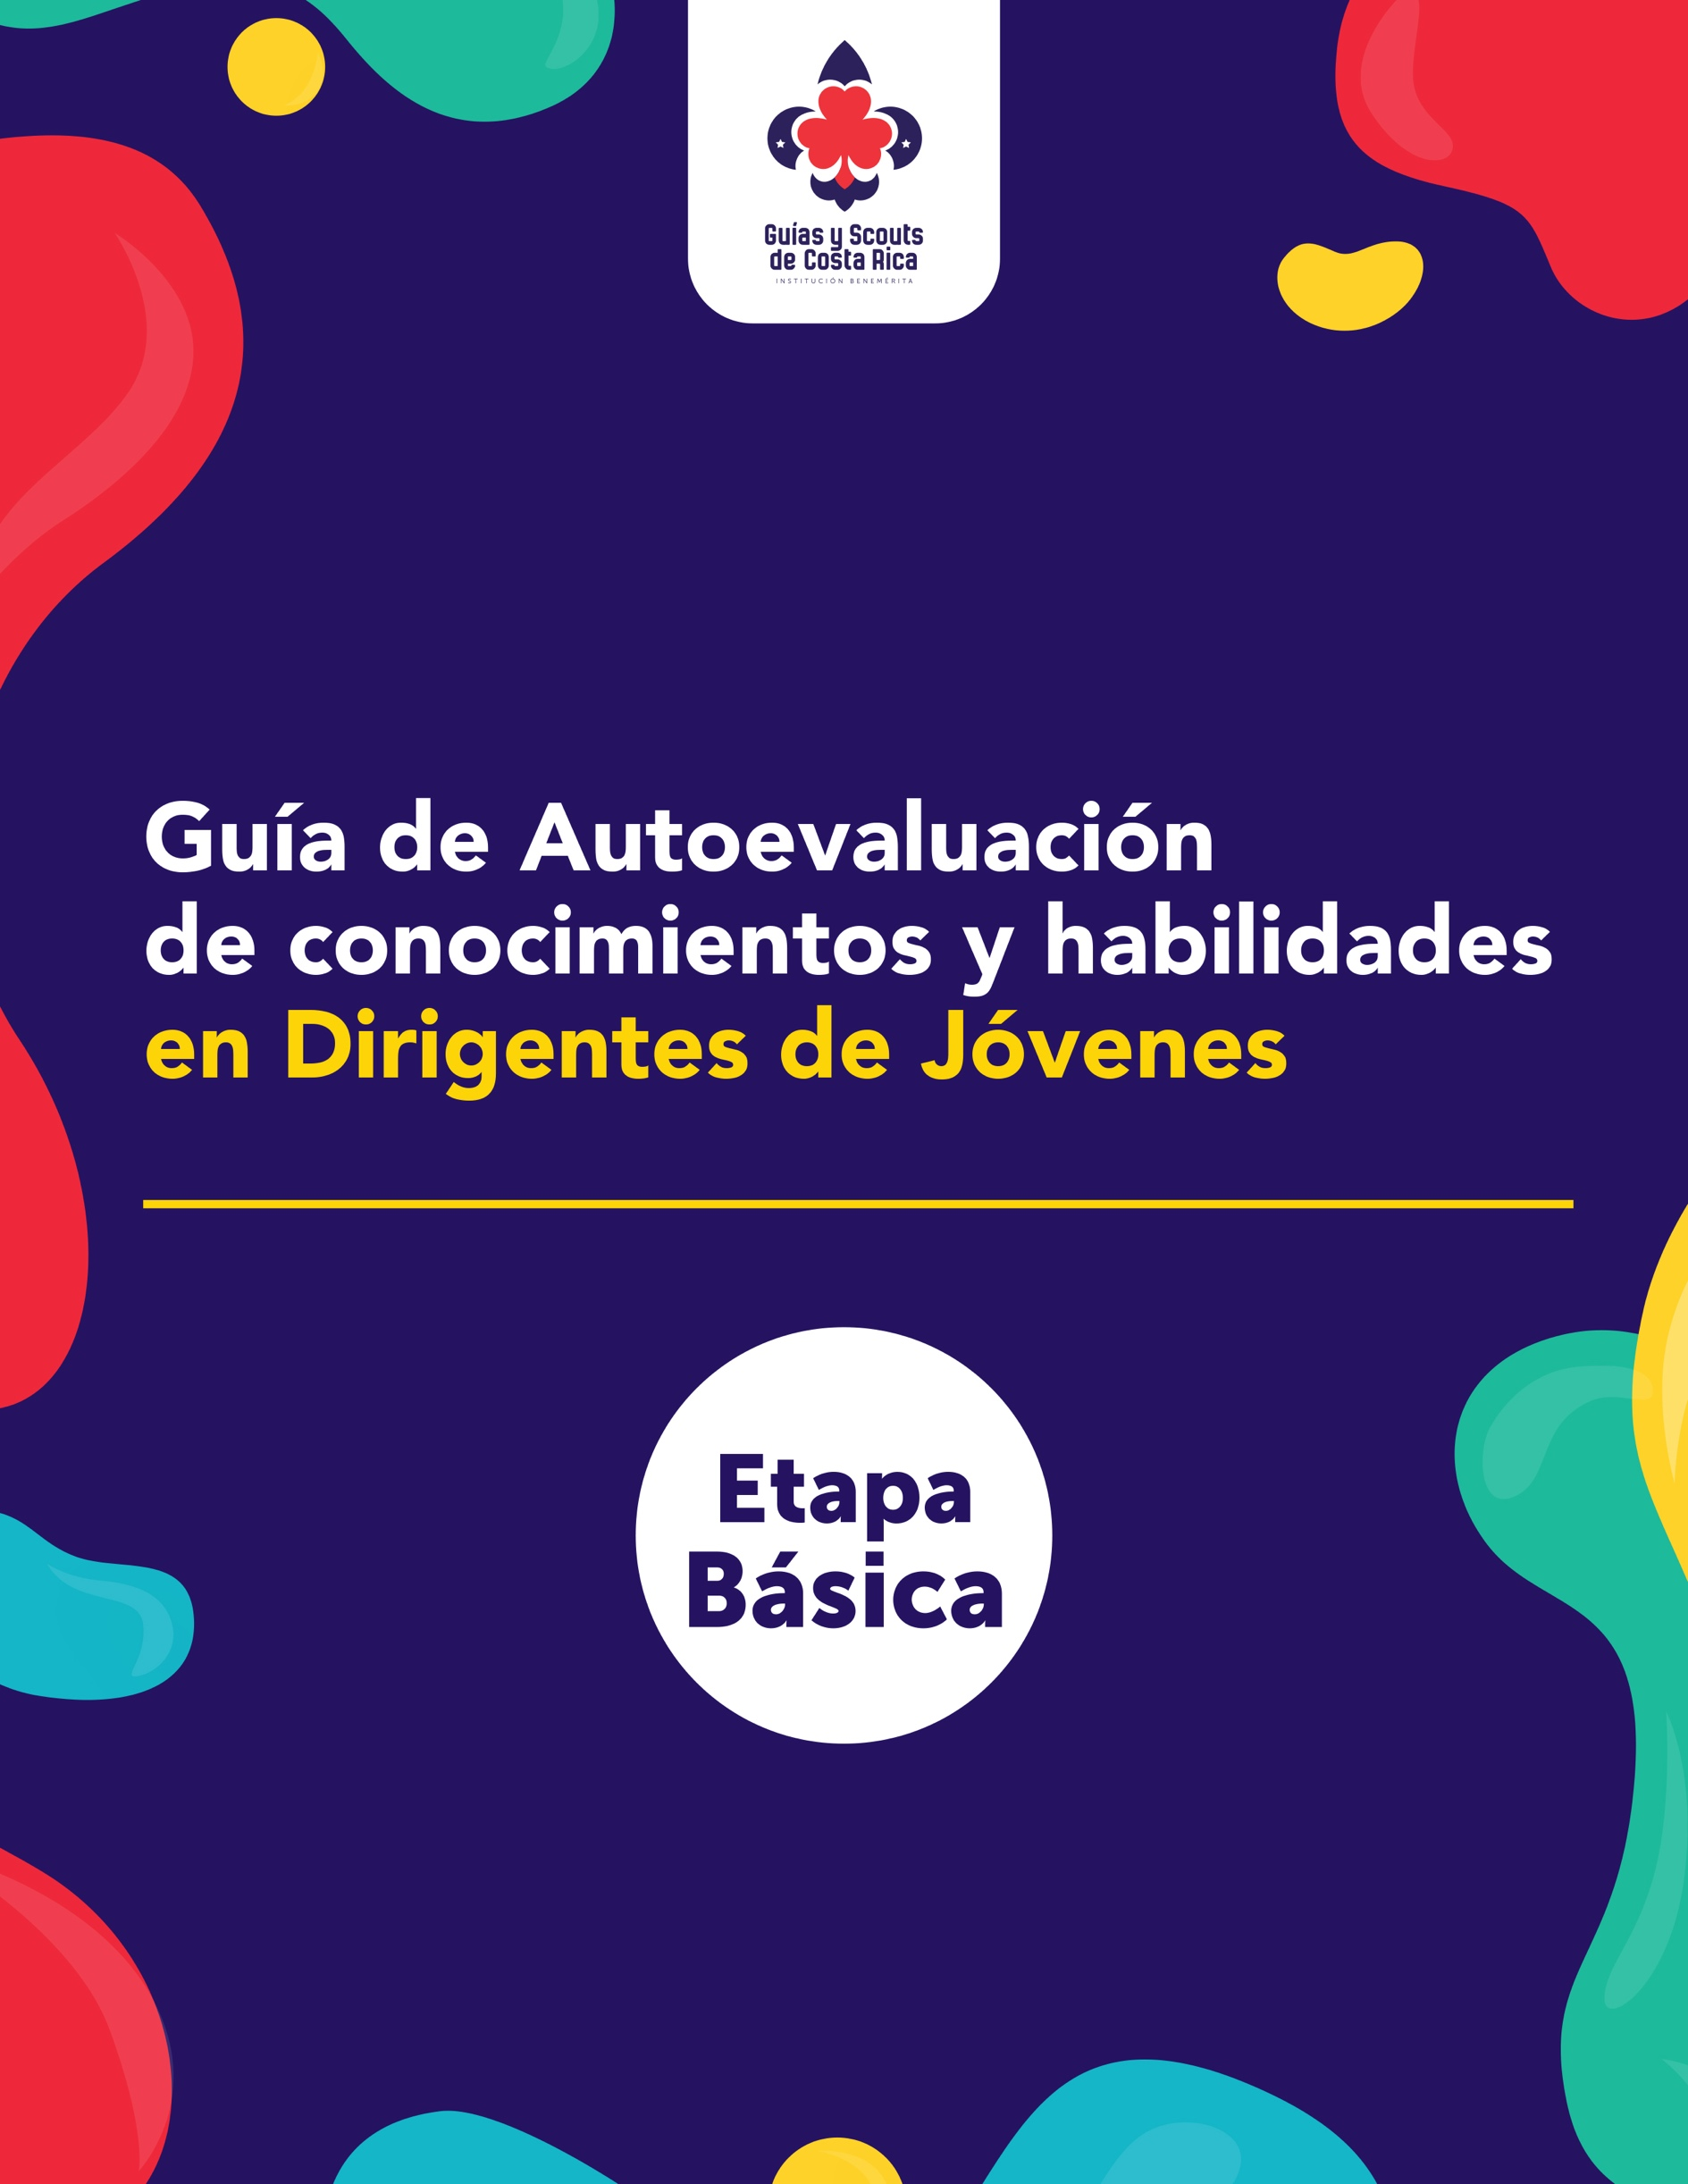 Guías y Scouts
de Costa Rica
INSTITUCIÓN BENEMÉRITA
Guía de Autoevaluación
de conocimientos y habilidades
en Dirigentes de Jóvenes
Etapa
Básica